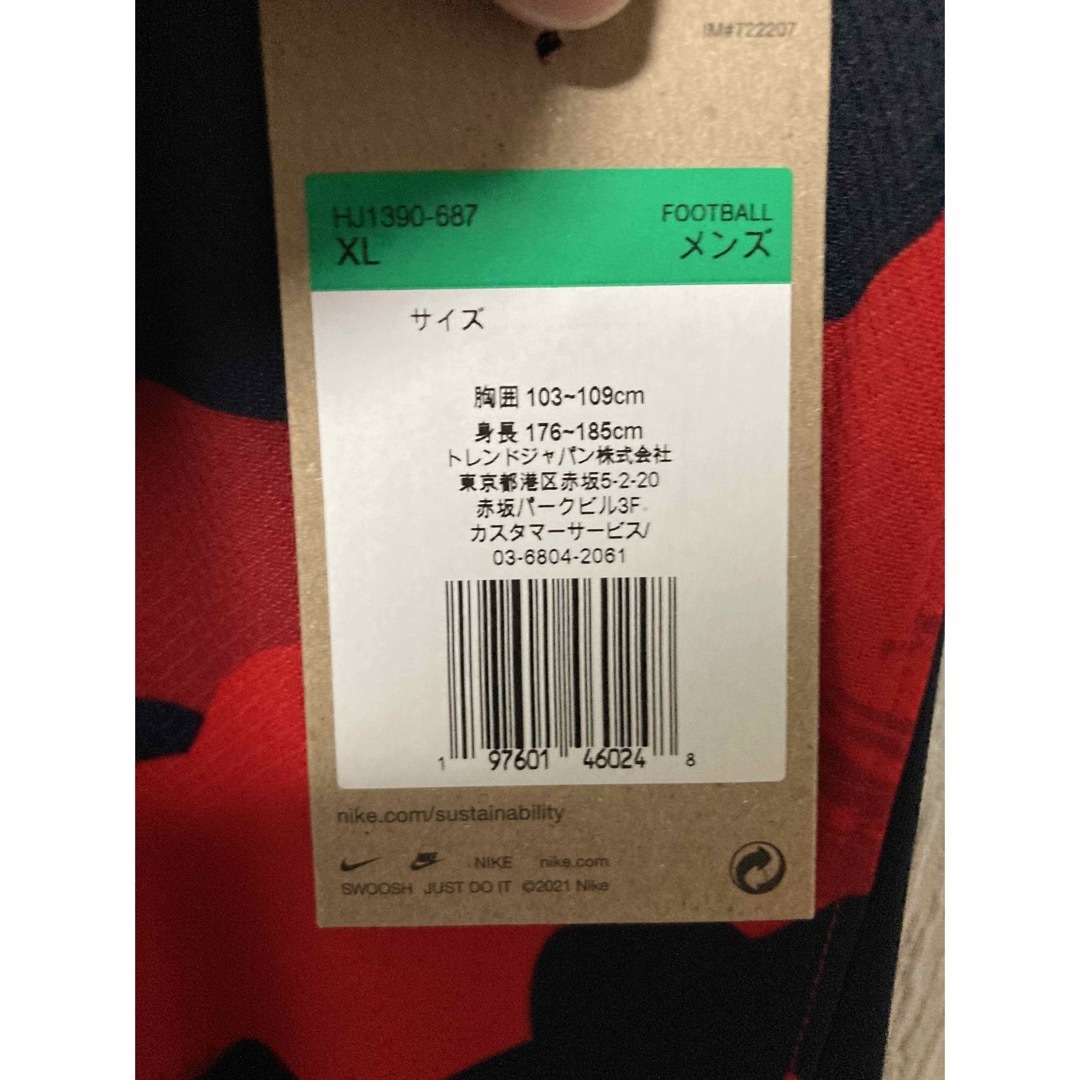 IM#722207
HJ1390-687 FOOTBALL
XL メンズ
サイズ
胸囲 103~109cm
身長 176~185cm
トレンドジャパン株式会社
東京都港区赤坂5-2-20
赤坂パークビル3F
カスタマーサービス/
03-6804-2061
1 97601 46024 8
nike.com/sustainability
NIKE nike.com
SWOOSH JUST DO IT ©2021 Nike